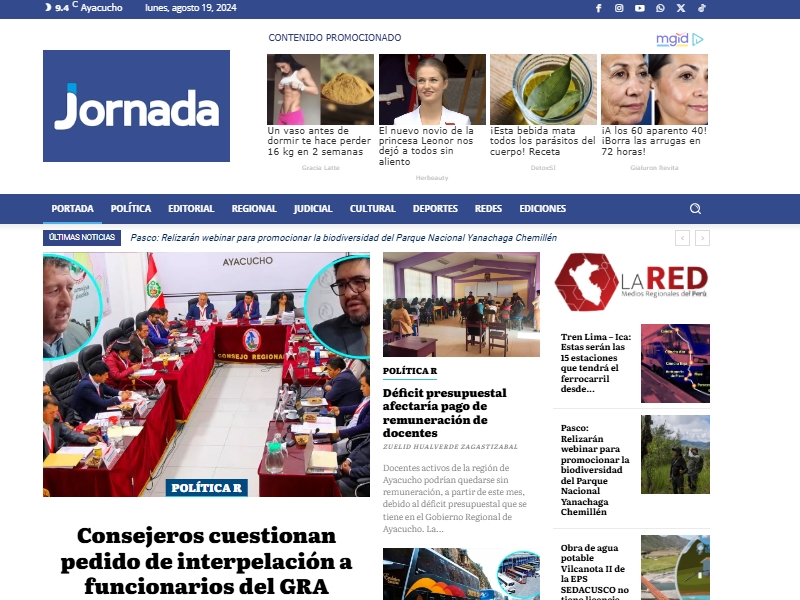 9.4 C Ayacucho lunes, agosto 19, 2024
CONTENIDO PROMOCIONADO
mgid
Jornada
Un vaso antes de
dormir te hace perder
16 kg en 2 semanas
Gracia Latte
El nuevo novio de la
princesa Leonor nos
dejó a todos sin
aliento
Herbeauty
¡Esta bebida mata
todos los parásitos del
cuerpo! Receta
¡A los 60 aparento 40!
¡Borra las arrugas en
72 horas!
PORTADA POLÍTICA EDITORIAL REGIONAL JUDICIAL CULTURAL DEPORTES REDES EDICIONES
ÚLTIMAS NOTICIAS Pasco: Relizarán webinar para promocionar la biodiversidad del Parque Nacional Yanachaga Chemillén
AYACUCHO
CONSEJO REGIONAL
POLÍTICA R
Consejeros cuestionan
pedido de interpelación a
funcionarios del GRA
POLÍTICA R
Déficit presupuestal
afectaría pago de
remuneración de
docentes
ZUELID HUALVERDE ZAGASTIZABAL
Docentes activos de la región de
Ayacucho podrían quedarse sin
remuneración, a partir de este mes,
debido al déficit presupuestal que se
tiene en el Gobierno Regional de
Ayacucho. La...
LA RED
Medios Regionales del Perú
Tren Lima – Ica:
Estas serán las
15 estaciones
que tendrá el
ferrocarril
desde...
Pasco:
Relizarán
webinar para
promocionar la
biodiversidad
del Parque
Nacional
Yanachaga
Chemillén
Obra de agua
potable
Vilcanota II de
la EPS
SEDACUSCO no
tiene licencia